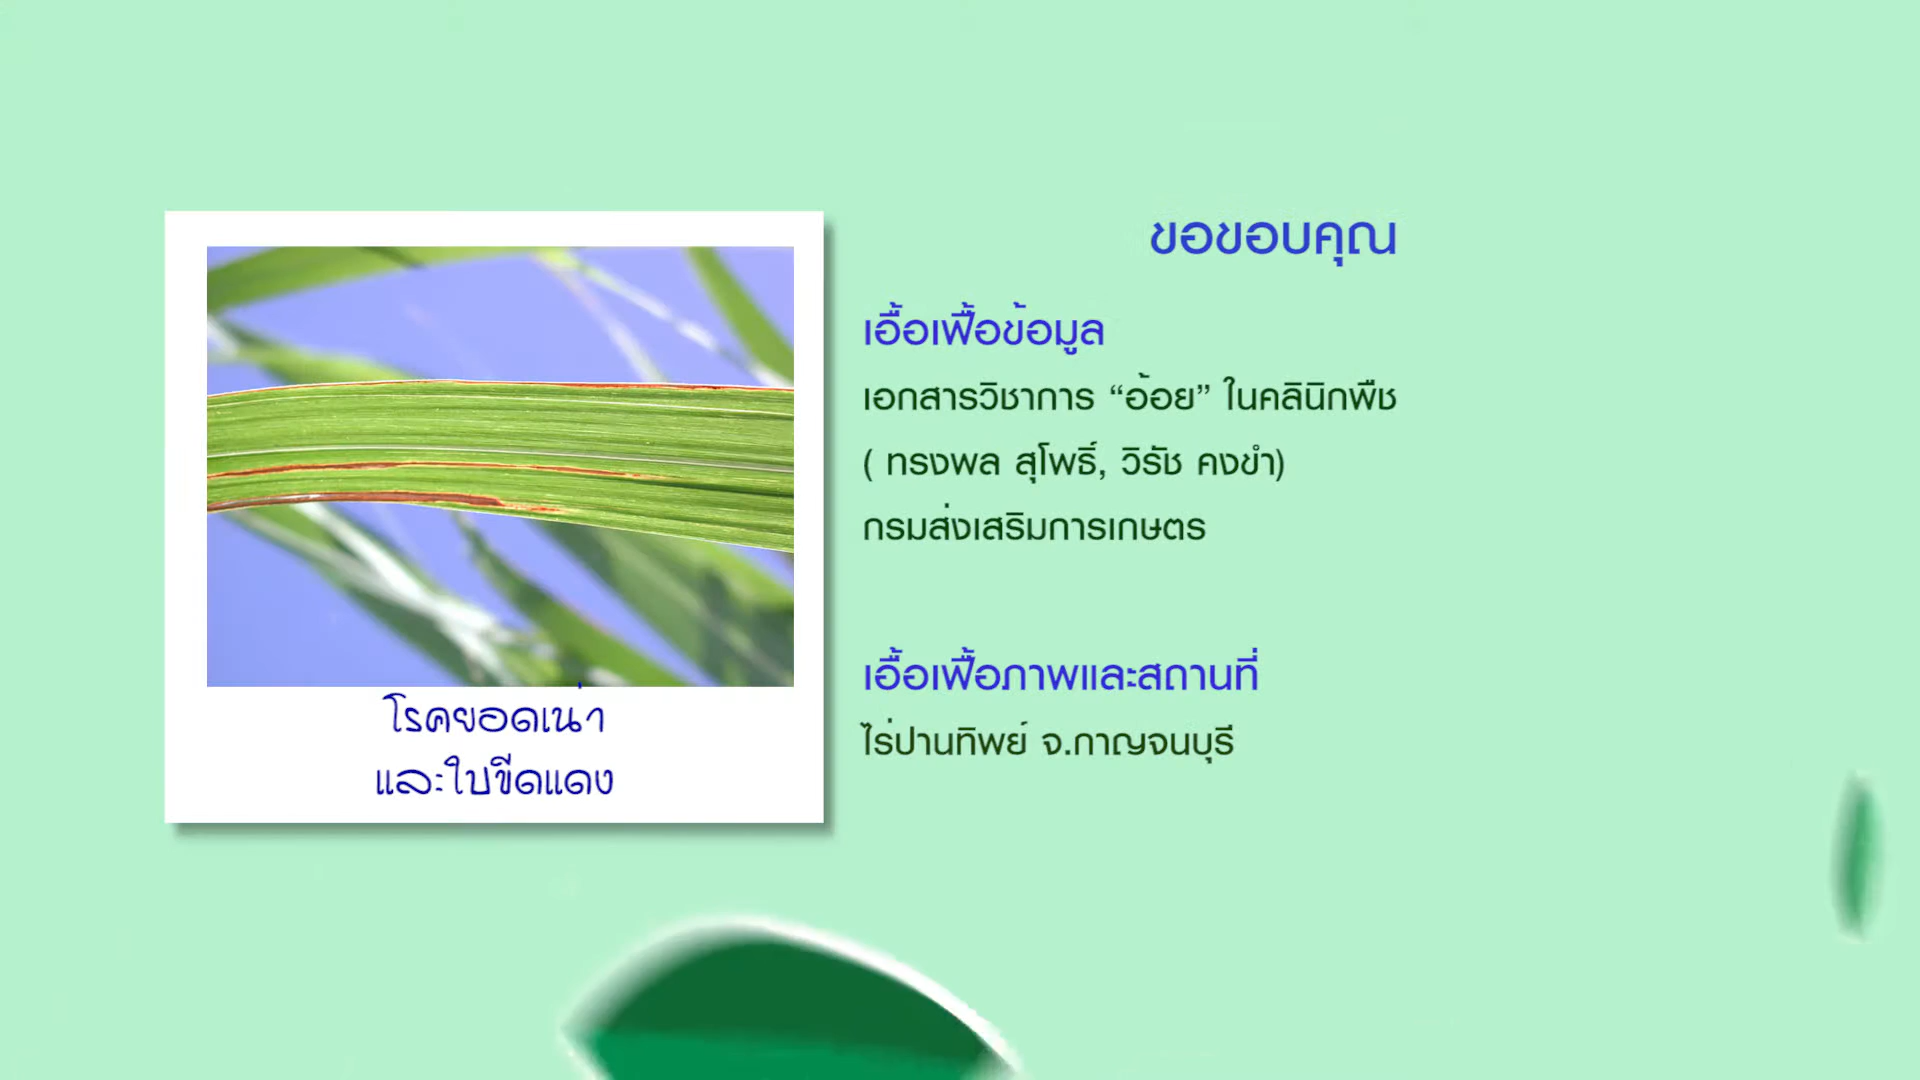 โรคยอดเน่า
และใบขีดแดง
ขอขอบคุณ
เอื้อเฟื้อข้อมูล
เอกสารวิชาการ “อ้อย” ในคลินิกพืช
( ทรงพล สุโพธิ์, วิรัช คงขำ)
กรมส่งเสริมการเกษตร
เอื้อเฟื้อภาพและสถานที่
ไร่ปานทิพย์ จ.กาญจนบุรี